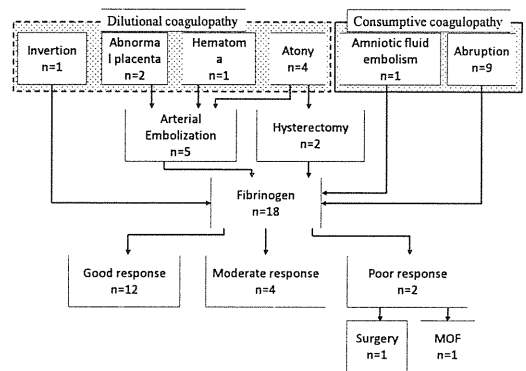 Dilutional coagulopathy
Consumptive coagulopathy
Invertion
n=1
Abnorma
l placenta
n=2
Hematom
a
n=1
Atony
n=4
Amniotic fluid
embolism
n=1
Abruption
n=9
Arterial
Embolization
n=5
Hysterectomy
n=2
Fibrinogen
n=18
Good response
n=12
Moderate response
n=4
Poor response
n=2
Surgery
n=1
MOF
n=1